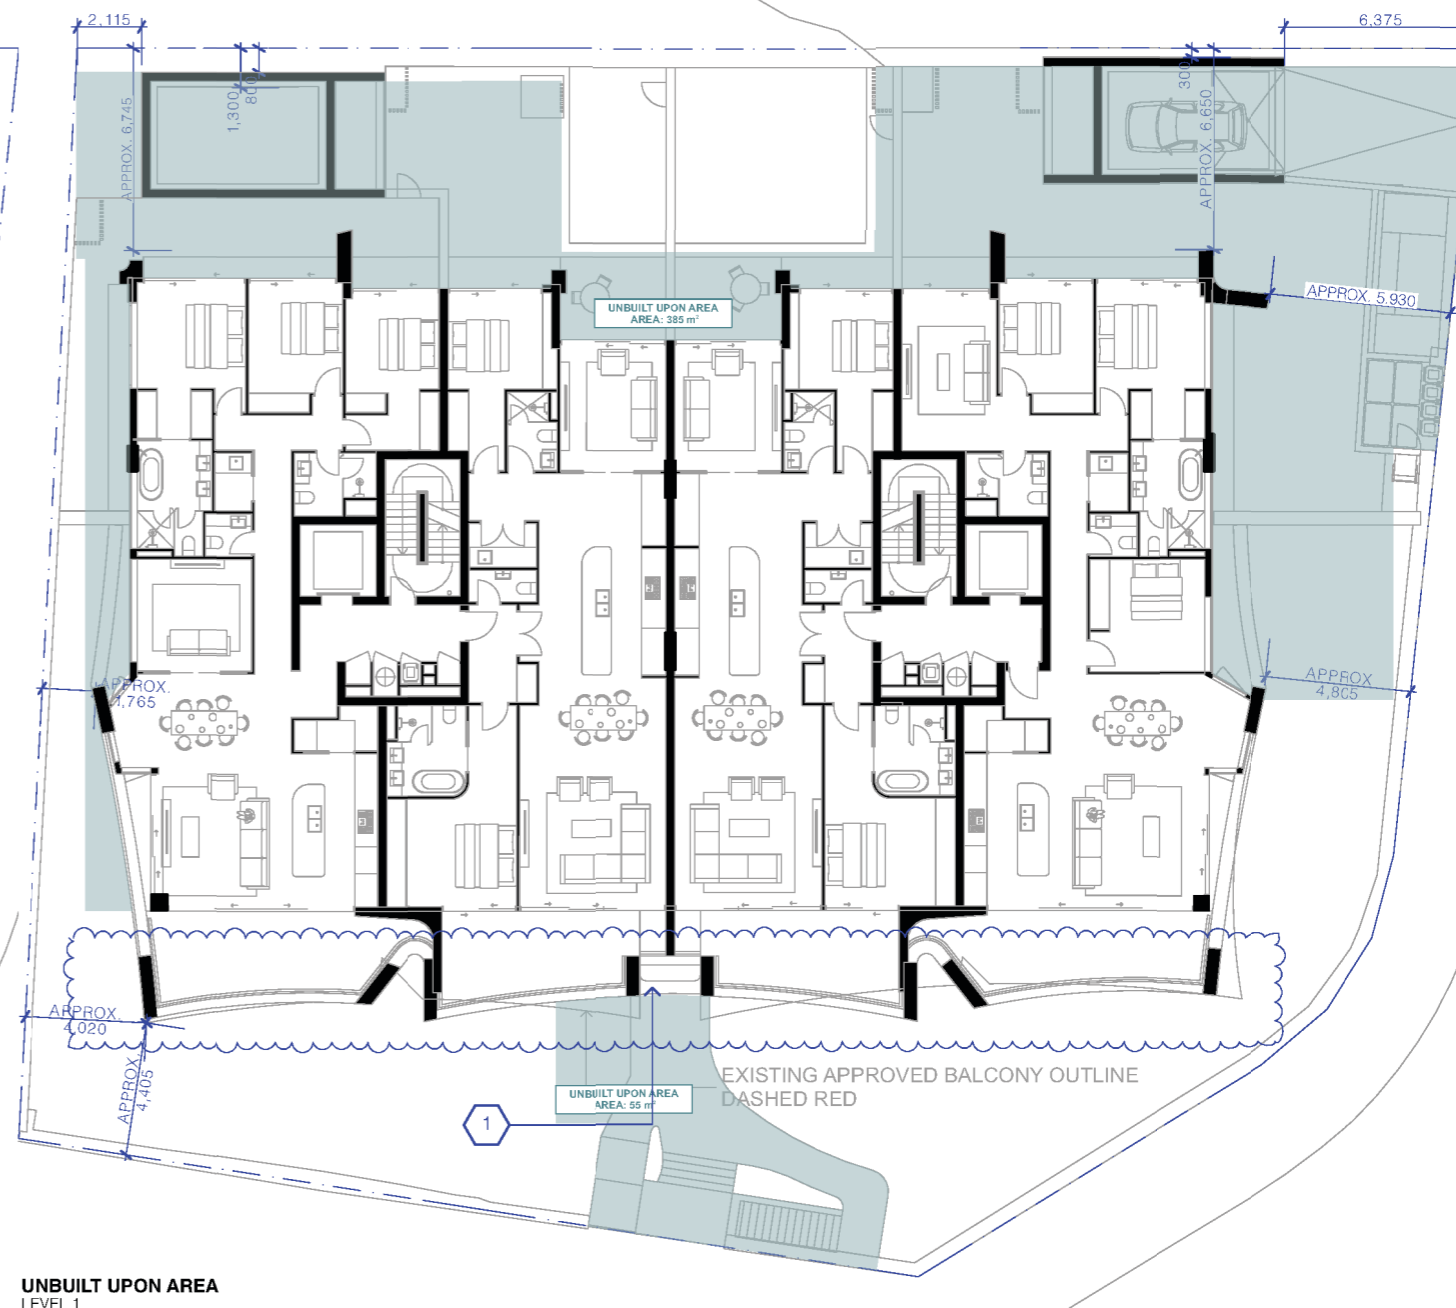 2,115
6,375
APPROX. 6,745
1,300
800
300
APPROX. 6,650
UNBUILT UPON AREA
AREA: 385 m²
APPROX. 5,930
APPROX.
1,765
APPROX
4,805
APPROX.
4,020
APPROX.
4,405
EXISTING APPROVED BALCONY OUTLINE
DASHED RED
UNBUILT UPON AREA
AREA: 55 m²
1
UNBUILT UPON AREA
LEVEL 1